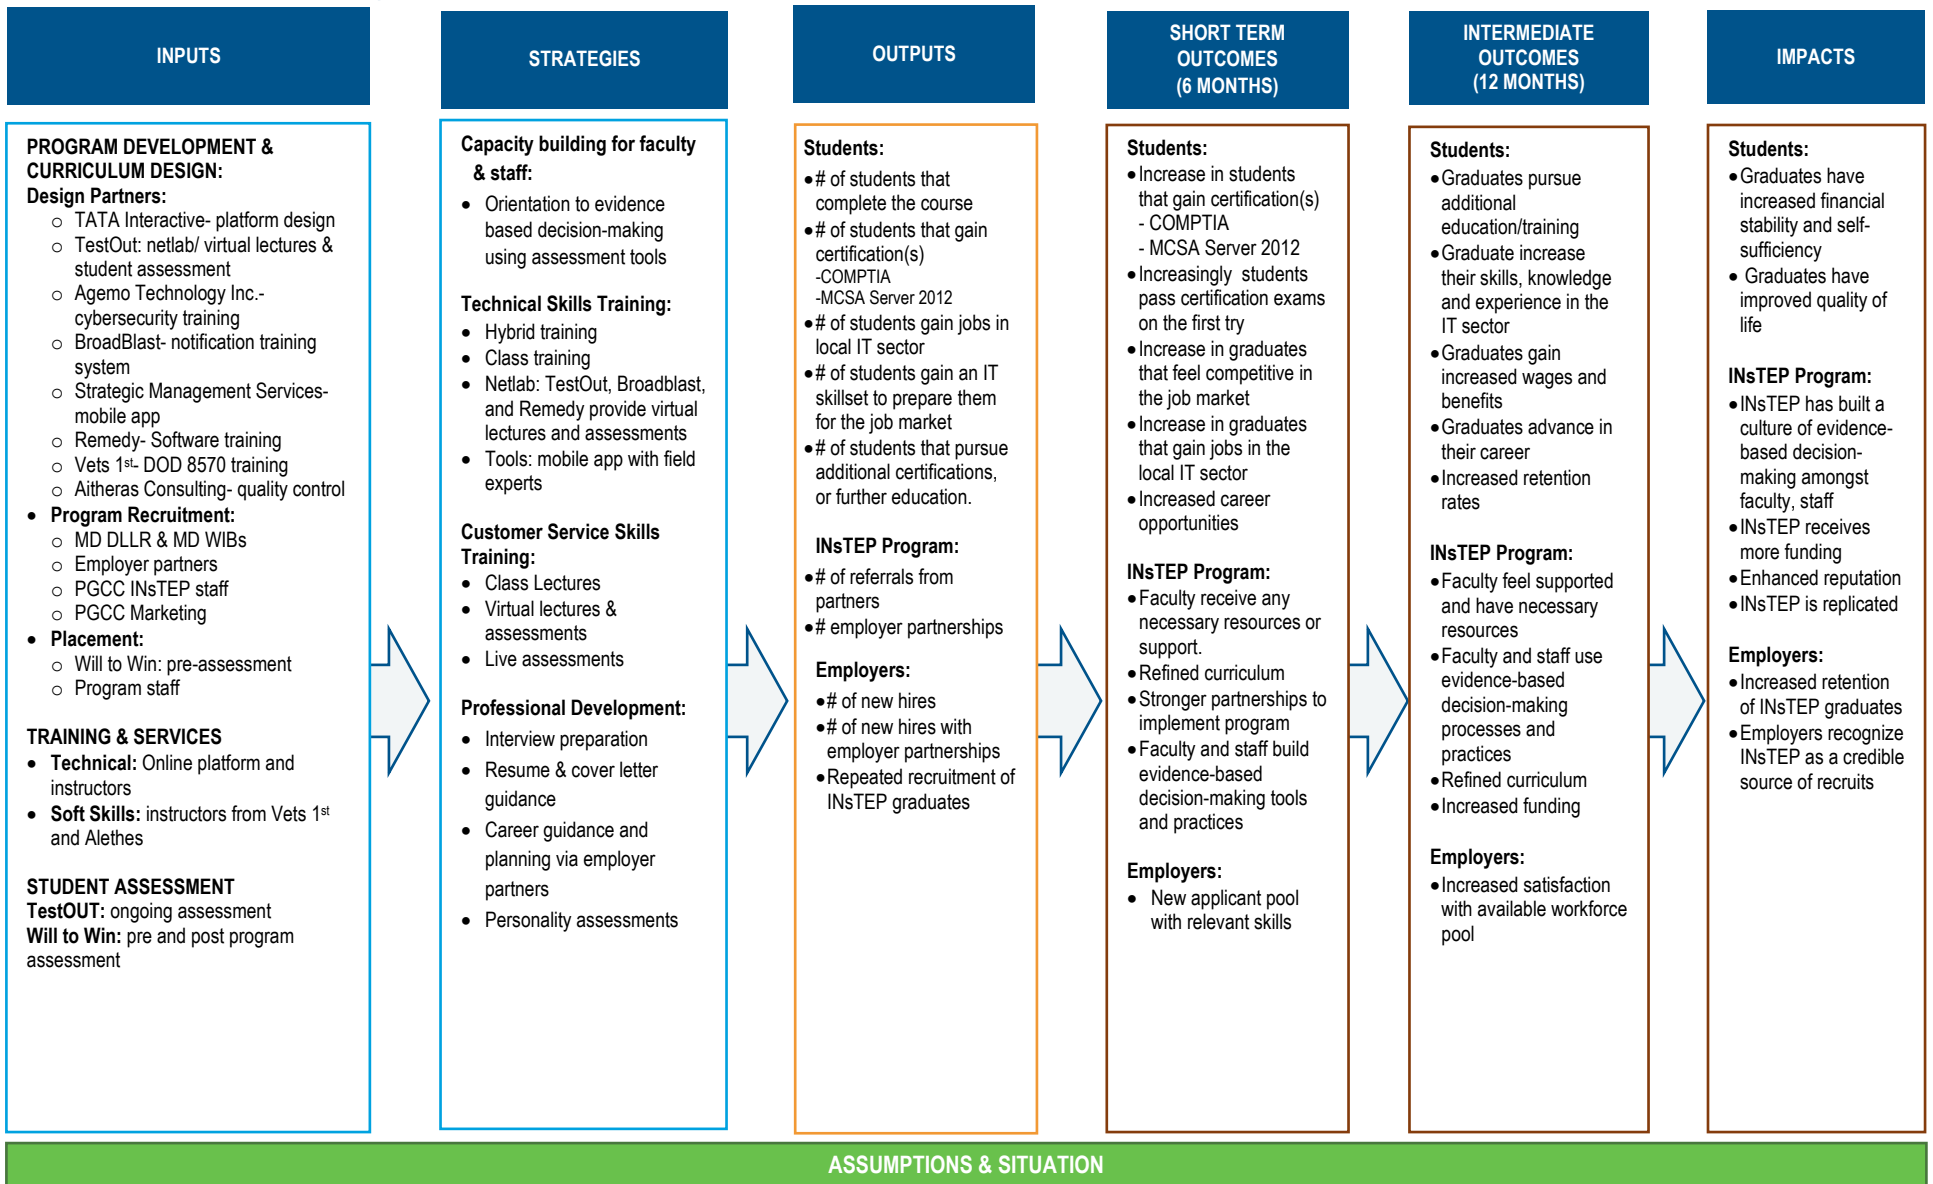 INPUTS
PROGRAM DEVELOPMENT &
CURRICULUM DESIGN:
Design Partners:
o TATA Interactive- platform design
o TestOut: netlab/ virtual lectures &
student assessment
o Agemo Technology Inc.-
cybersecurity training
o BroadBlast- notification training
system
o Strategic Management Services-
mobile app
o Remedy- Software training
o Vets 1st- DOD 8570 training
o Aitheras Consulting- quality control
• Program Recruitment:
o MD DLLR & MD WIBs
o Employer partners
o PGCC INsTEP staff
o PGCC Marketing
• Placement:
o Will to Win: pre-assessment
o Program staff
TRAINING & SERVICES
• Technical: Online platform and
instructors
• Soft Skills: instructors from Vets 1st
and Alethes
STUDENT ASSESSMENT
TestOUT: ongoing assessment
Will to Win: pre and post program
assessment
STRATEGIES
Capacity building for faculty
& staff:
• Orientation to evidence
based decision-making
using assessment tools
Technical Skills Training:
• Hybrid training
• Class training
• Netlab: TestOut, Broadblast,
and Remedy provide virtual
lectures and assessments
• Tools: mobile app with field
experts
Customer Service Skills
Training:
• Class Lectures
• Virtual lectures &
assessments
• Live assessments
Professional Development:
• Interview preparation
• Resume & cover letter
guidance
• Career guidance and
planning via employer
partners
• Personality assessments
OUTPUTS
Students:
• # of students that
complete the course
• # of students that gain
certification(s)
-COMPTIA
-MCSA Server 2012
• # of students gain jobs in
local IT sector
• # of students gain an IT
skillset to prepare them
for the job market
• # of students that pursue
additional certifications,
or further education.
INsTEP Program:
• # of referrals from
partners
• # employer partnerships
Employers:
• # of new hires
• # of new hires with
employer partnerships
• Repeated recruitment of
INsTEP graduates
SHORT TERM
OUTCOMES
(6 MONTHS)
Students:
• Increase in students
that gain certification(s)
- COMPTIA
- MCSA Server 2012
• Increasingly students
pass certification exams
on the first try
• Increase in graduates
that feel competitive in
the job market
• Increase in graduates
that gain jobs in the
local IT sector
• Increased career
opportunities
INsTEP Program:
• Faculty receive any
necessary resources or
support.
• Refined curriculum
• Stronger partnerships to
implement program
• Faculty and staff build
evidence-based
decision-making tools
and practices
Employers:
• New applicant pool
with relevant skills
INTERMEDIATE
OUTCOMES
(12 MONTHS)
Students:
• Graduates pursue
additional
education/training
• Graduate increase
their skills, knowledge
and experience in the
IT sector
• Graduates gain
increased wages and
benefits
• Graduates advance in
their career
• Increased retention
rates
INsTEP Program:
• Faculty feel supported
and have necessary
resources
• Faculty and staff use
evidence-based
decision-making
processes and
practices
• Refined curriculum
• Increased funding
Employers:
• Increased satisfaction
with available workforce
pool
IMPACTS
Students:
• Graduates have
increased financial
stability and self-
sufficiency
• Graduates have
improved quality of
life
INsTEP Program:
• INsTEP has built a
culture of evidence-
based decision-
making amongst
faculty, staff
• INsTEP receives
more funding
• Enhanced reputation
• INsTEP is replicated
Employers:
• Increased retention
of INsTEP graduates
• Employers recognize
INsTEP as a credible
source of recruits
ASSUMPTIONS & SITUATION